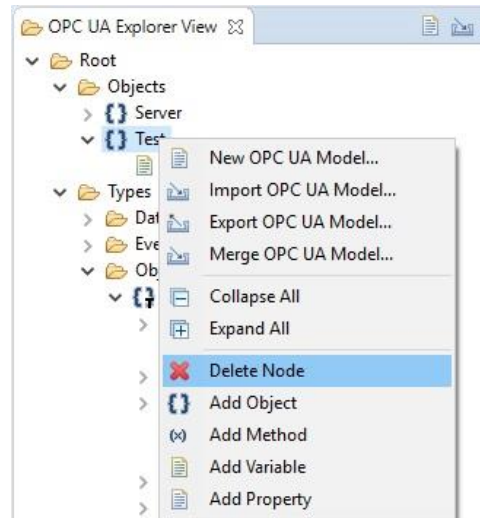 OPC UA Explorer View
Root
Objects
Server
Test
New OPC UA Model...
Import OPC UA Model...
Types
Export OPC UA Model...
Merge OPC UA Model...
Collapse All
Expand All
Delete Node
Add Object
Add Method
Add Variable
Add Property